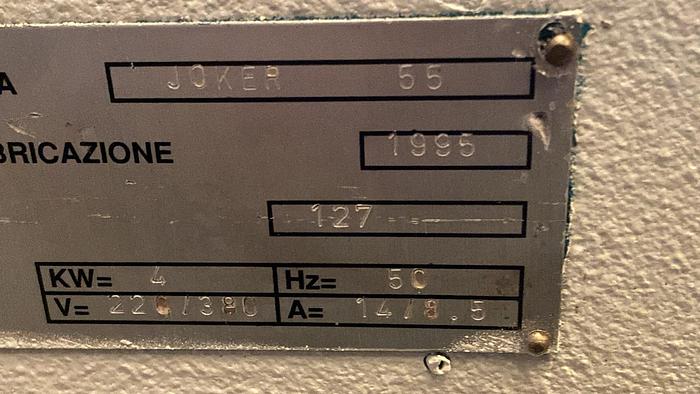 A JOKER 55
BRICAZIONE 1995
127
KW= 4 Hz= 50
V= 220/380 A= 14/8.5